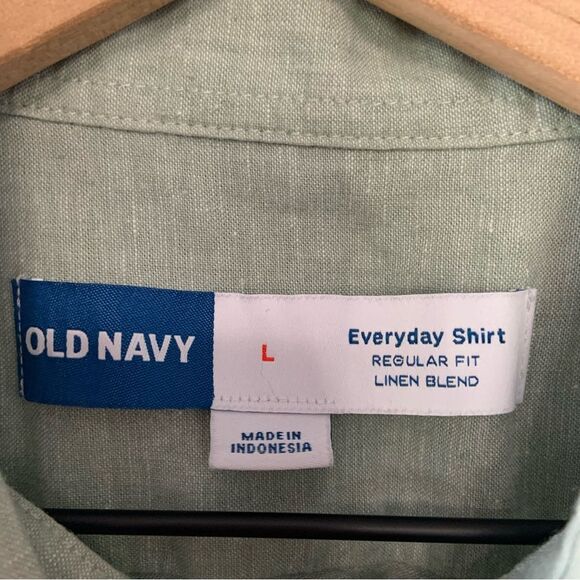 OLD NAVY
L
Everyday Shirt
REGULAR FIT
LINEN BLEND
MADE IN
INDONESIA